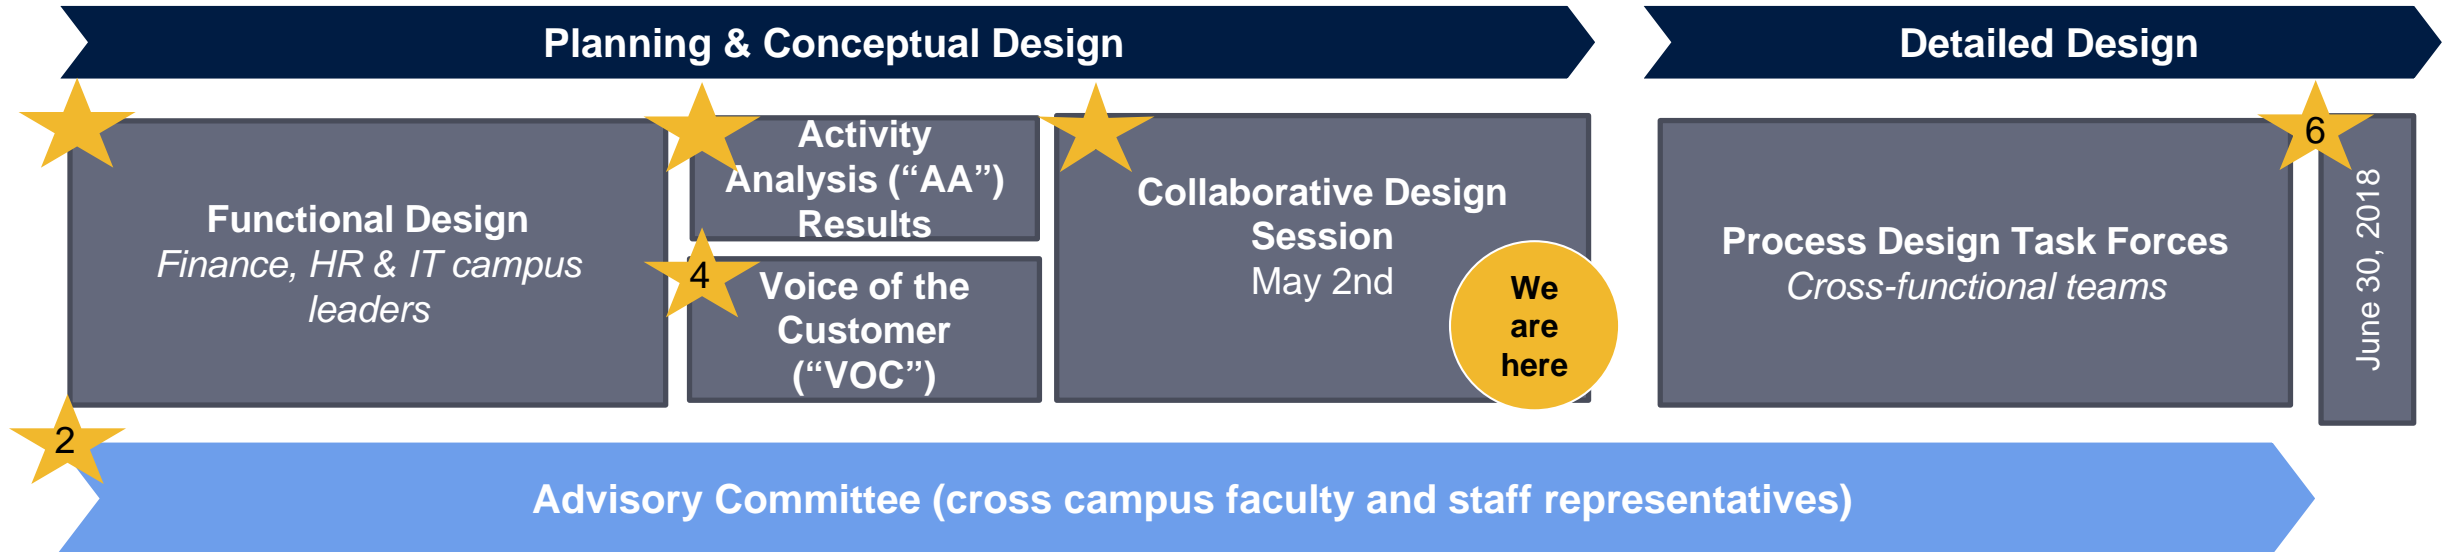 Planning & Conceptual Design
Detailed Design
Functional Design
Finance, HR & IT campus
leaders
Activity
Analysis (“AA”)
Results
4
Voice of the
Customer
(“VOC”)
Collaborative Design
Session
May 2nd
We
are
here
Process Design Task Forces
Cross-functional teams
6
June 30, 2018
2
Advisory Committee (cross campus faculty and staff representatives)